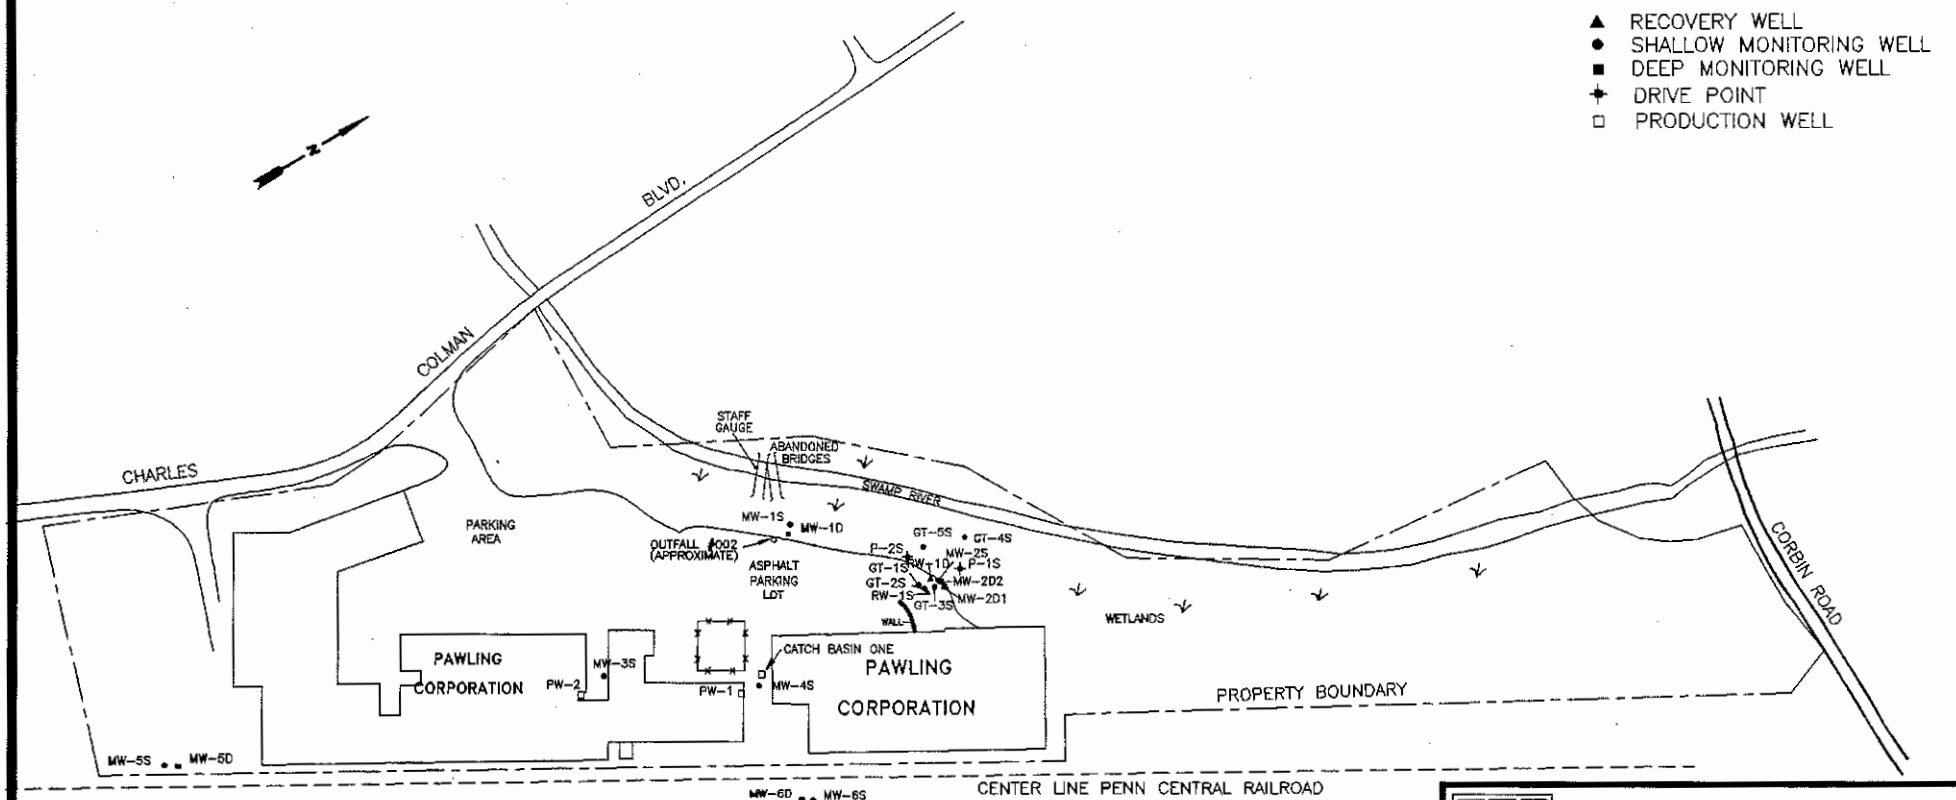 RECOVERY WELL
SHALLOW MONITORING WELL
DEEP MONITORING WELL
DRIVE POINT
PRODUCTION WELL
N
CHARLES
COLMAN
BLVD.
STAFF
GAUGE
ABANDONED
BRIDGES
SWAMP RIVER
MW-1S
MW-1D
PARKING
AREA
OUTFALL #002
(APPROXIMATE)
ASPHALT
PARKING
LOT
GT-5S
GT-4S
P-2S
MW-2S
GT-1S
RW-1D
P-1S
GT-2S
MW-2D2
RW-1S
MW-2D1
GT-3S
WALL
WETLANDS
CORBIN ROAD
CATCH BASIN ONE
PAWLING
CORPORATION
MW-3S
PW-2
PW-1
MW-4S
PAWLING
CORPORATION
PROPERTY BOUNDARY
MW-5S
MW-5D
MW-6D
MW-6S
CENTER LINE PENN CENTRAL RAILROAD